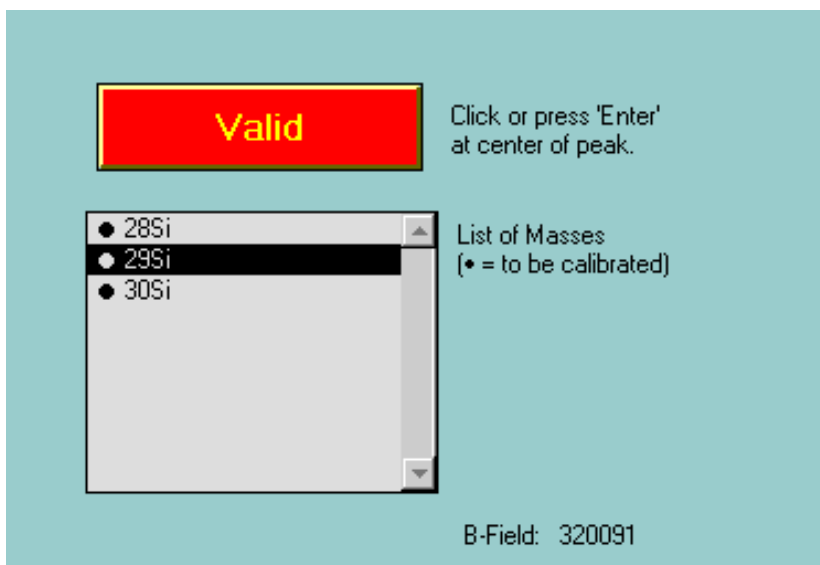 Valid
Click or press 'Enter'
at center of peak.
● 28Si
● 29Si
● 30Si
List of Masses
(• = to be calibrated)
B-Field: 320091